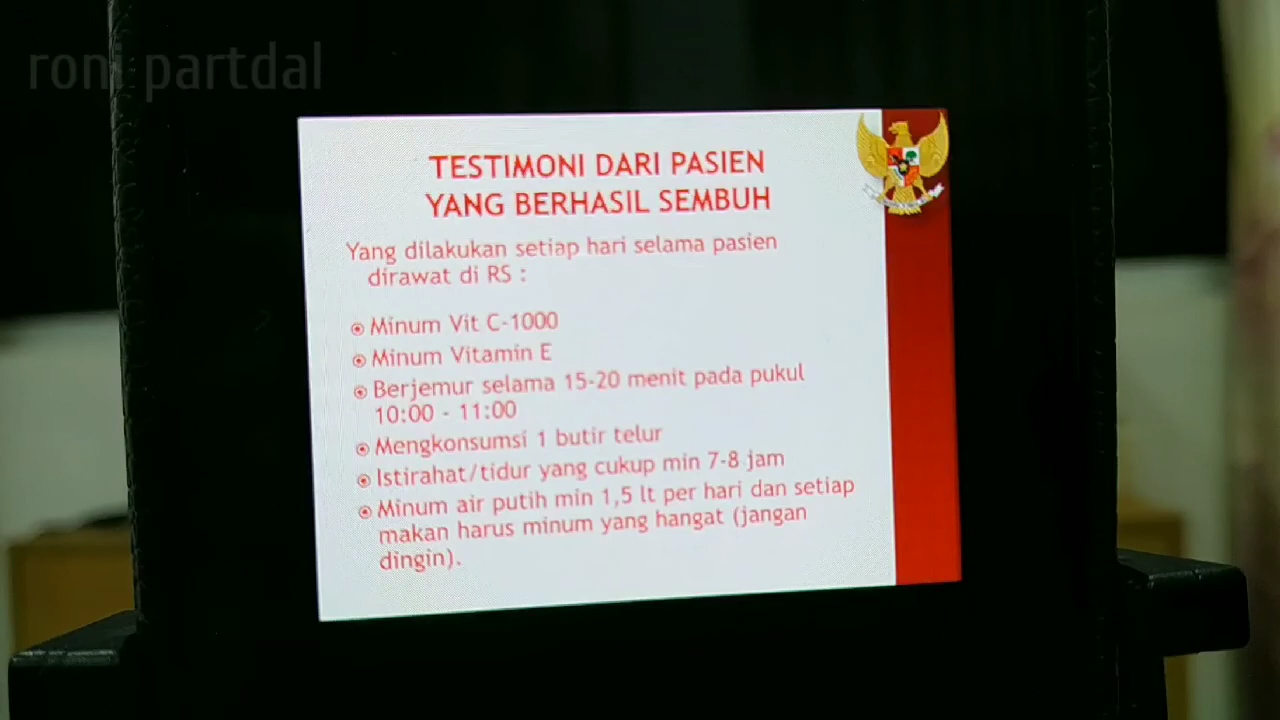 roni partdal
TESTIMONI DARI PASIEN
YANG BERHASIL SEMBUH
Yang dilakukan setiap hari selama pasien
dirawat di RS :
Minum Vit C-1000
Minum Vitamin E
Berjemur selama 15-20 menit pada pukul
10:00 - 11:00
Mengkonsumsi 1 butir telur
Istirahat/tidur yang cukup min 7-8 jam
Minum air putih min 1,5 lt per hari dan setiap
makan harus minum yang hangat (jangan
dingin).